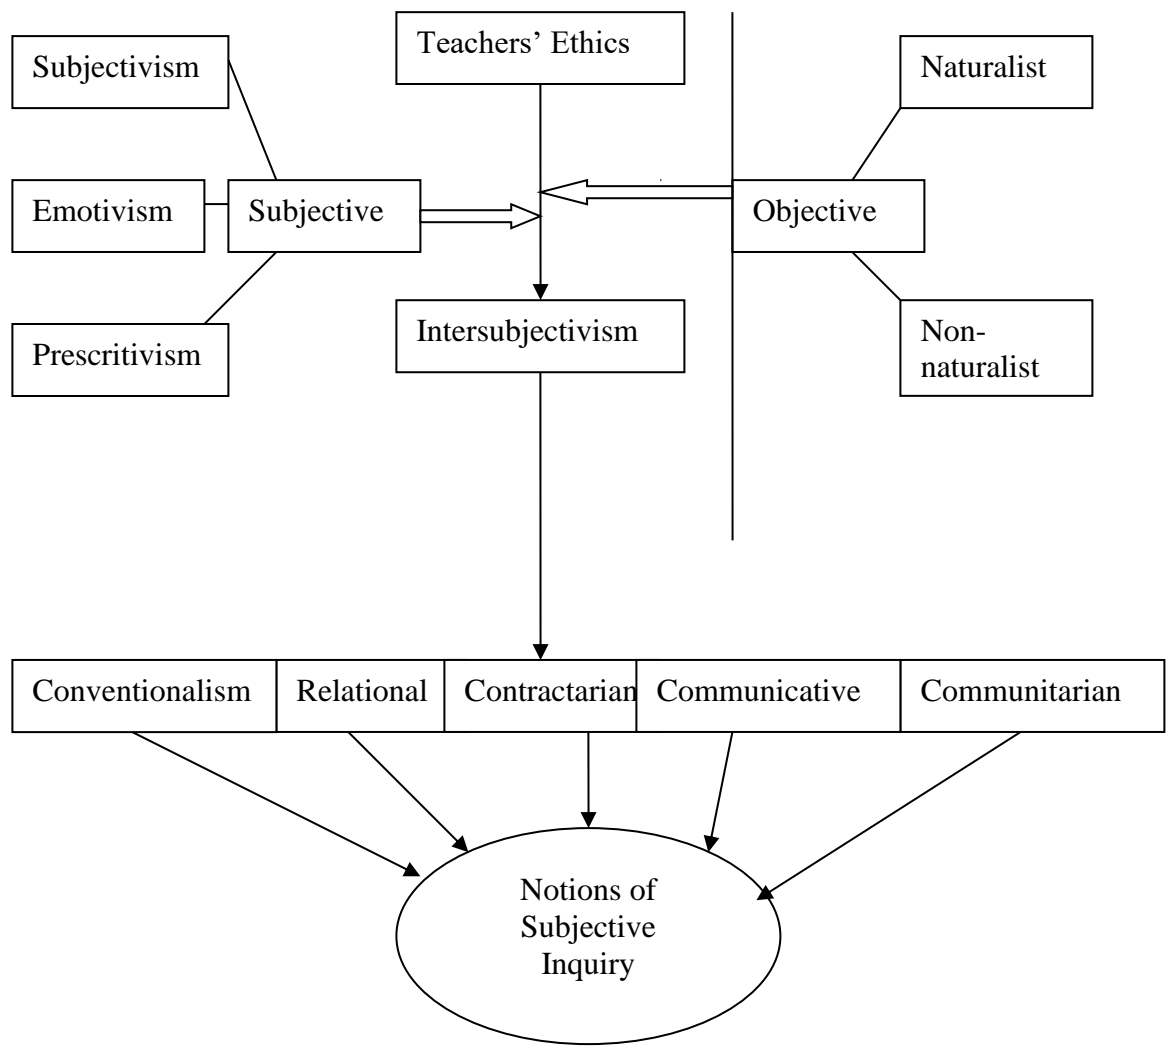 Teachers’ Ethics
Subjectivism
Naturalist
Emotivism
Subjective
Objective
Prescritivism
Intersubjectivism
Non-
naturalist
Conventionalism
Relational
Contractarian
Communicative
Communitarian
Notions of
Subjective
Inquiry